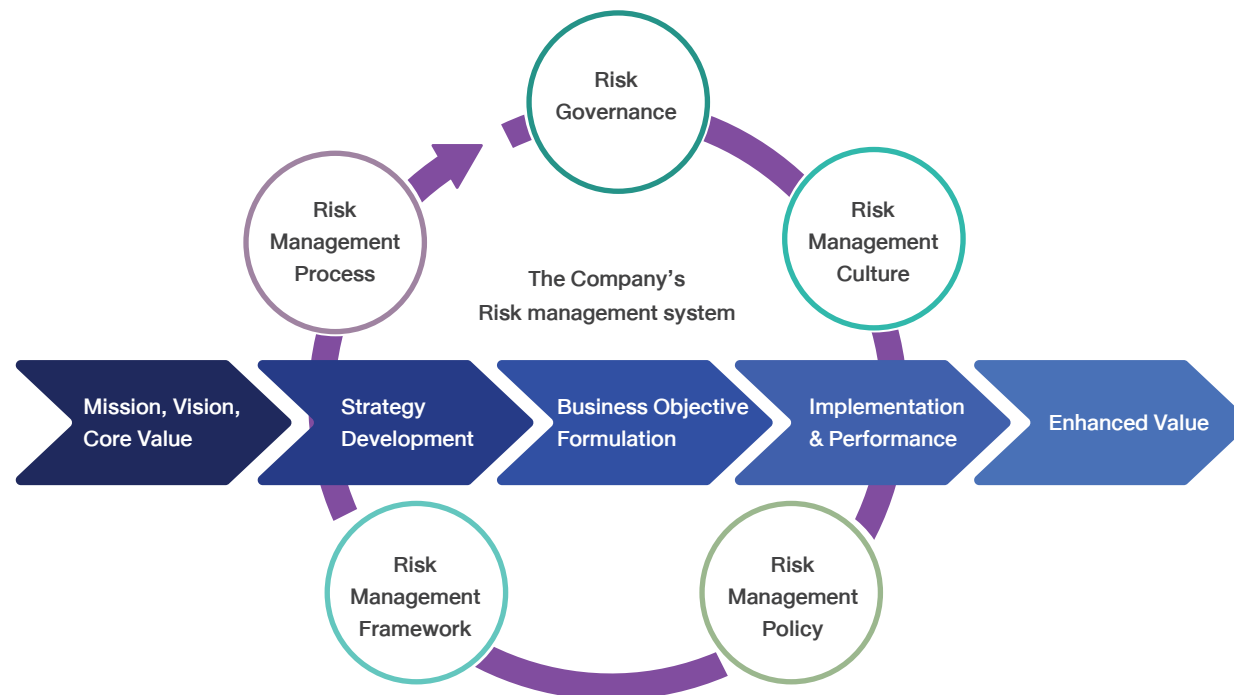 Risk
Governance
Risk
Management
Process
Risk
Management
Culture
The Company’s
Risk management system
Mission, Vision,
Core Value
Strategy
Development
Business Objective
Formulation
Implementation
& Performance
Enhanced Value
Risk
Management
Framework
Risk
Management
Policy